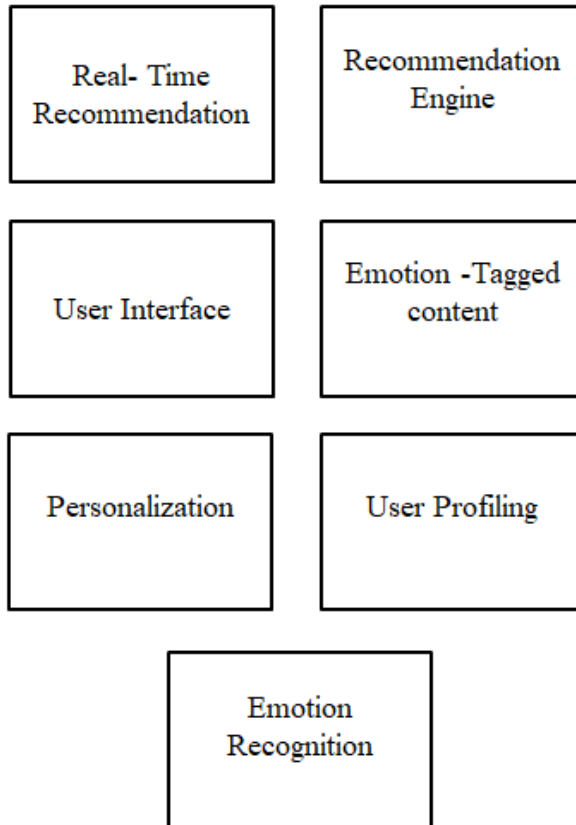 Real- Time
Recommendation
Recommendation
Engine
User Interface
Emotion -Tagged
content
Personalization
User Profiling
Emotion
Recognition